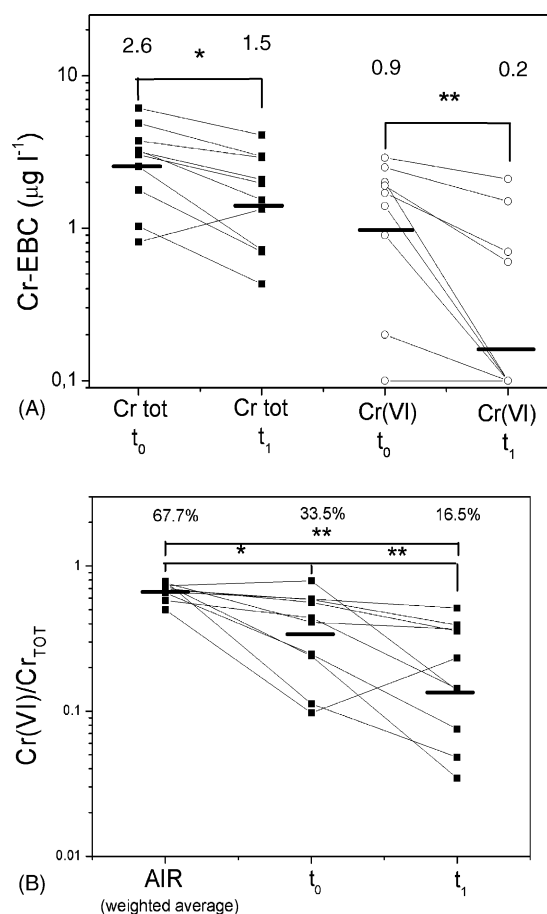 2.6 1.5 0.9 0.2
* **
10
1
0,1
Cr-EBC (μg l⁻¹)
Cr tot Cr tot Cr(VI) Cr(VI)
t₀ t₁ t₀ t₁
(A)
67.7% 33.5% 16.5%
**
* **
1
0.1
0.01
Cr(VI)/Cr_TOT
AIR t₀ t₁
(weighted average)
(B)